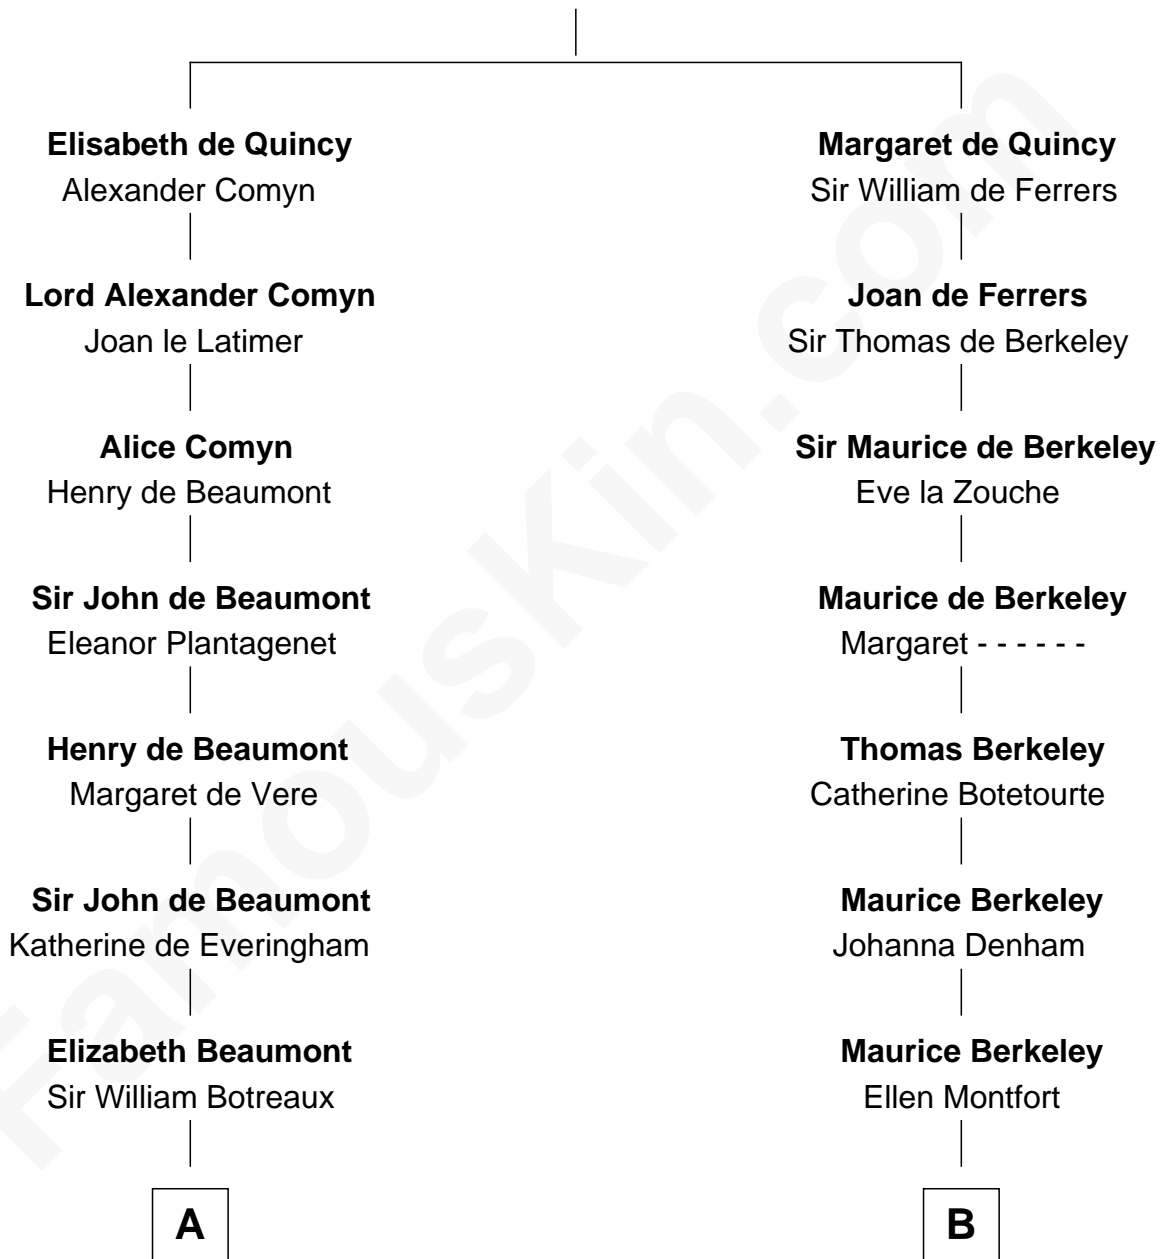 Elisabeth de Quincy
Alexander Comyn
Lord Alexander Comyn
Joan le Latimer
Alice Comyn
Henry de Beaumont
Sir John de Beaumont
Eleanor Plantagenet
Henry de Beaumont
Margaret de Vere
Sir John de Beaumont
Katherine de Everingham
Elizabeth Beaumont
Sir William Botreaux
A
Margaret de Quincy
Sir William de Ferrers
Joan de Ferrers
Sir Thomas de Berkeley
Sir Maurice de Berkeley
Eve la Zouche
Maurice de Berkeley
Margaret - - - - - -
Thomas Berkeley
Catherine Botetourte
Maurice Berkeley
Johanna Denham
Maurice Berkeley
Ellen Montfort
B
FamousKin.com